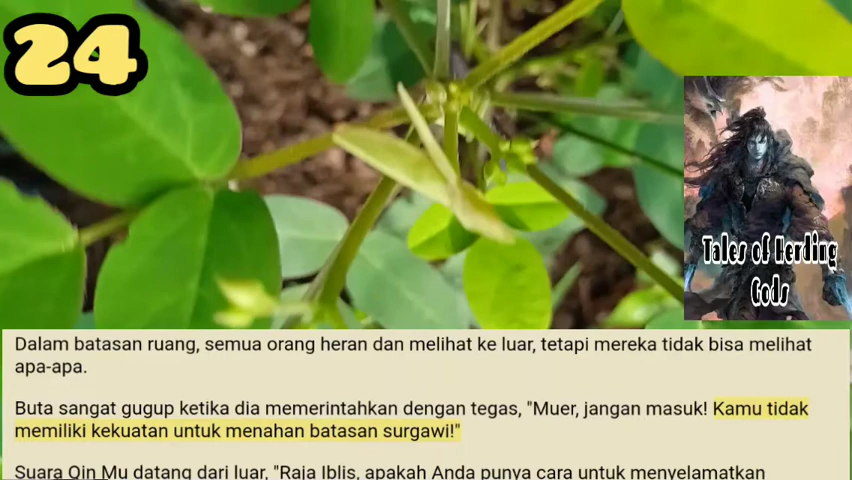 24
Tales of Herding
Gods
Dalam batasan ruang, semua orang heran dan melihat ke luar, tetapi mereka tidak bisa melihat
apa-apa.
Buta sangat gugup ketika dia memerintahkan dengan tegas, "Muer, jangan masuk! Kamu tidak
memiliki kekuatan untuk menahan batasan surgawi!"
Suara Qin Mu datang dari luar, "Raja Iblis, apakah Anda punya cara untuk menyelamatkan